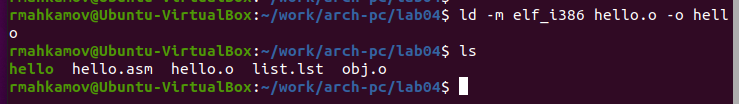 rmahkamov@Ubuntu-VirtualBox:~/work/arch-pc/lab04$ ld -m elf_i386 hello.o -o hell
o
rmahkamov@Ubuntu-VirtualBox:~/work/arch-pc/lab04$ ls
hello  hello.asm  hello.o  list.lst  obj.o
rmahkamov@Ubuntu-VirtualBox:~/work/arch-pc/lab04$